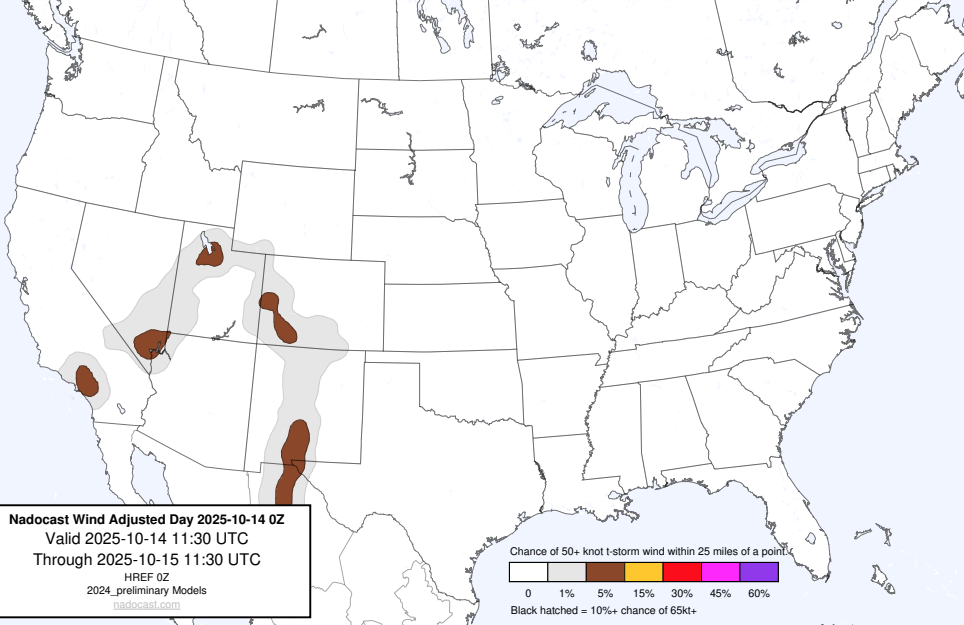 Nadocast Wind Adjusted Day 2025-10-14 0Z
Valid 2025-10-14 11:30 UTC
Through 2025-10-15 11:30 UTC
HREF 0Z
2024_preliminary Models
nadocast.com
Chance of 50+ knot t-storm wind within 25 miles of a point.
0 1% 5% 15% 30% 45% 60%
Black hatched = 10%+ chance of 65kt+